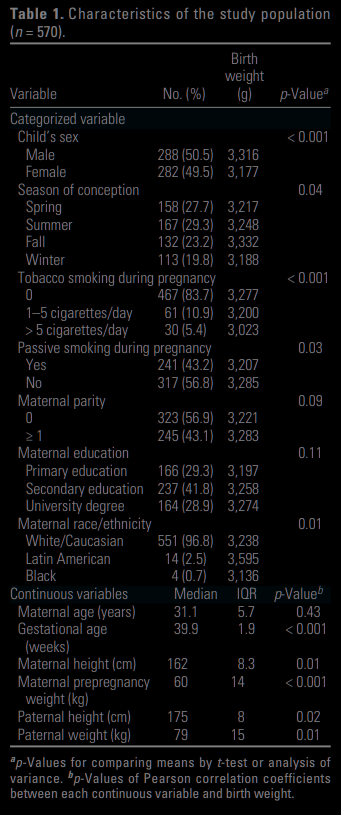 Table 1. Characteristics of the study population
(n = 570).
Birth
weight
Variable No. (%) (g) p-Valueᵃ
Categorized variable
Child's sex < 0.001
Male 288 (50.5) 3,316
Female 282 (49.5) 3,177
Season of conception 0.04
Spring 158 (27.7) 3,217
Summer 167 (29.3) 3,248
Fall 132 (23.2) 3,332
Winter 113 (19.8) 3,188
Tobacco smoking during pregnancy < 0.001
0 467 (83.7) 3,277
1–5 cigarettes/day 61 (10.9) 3,200
> 5 cigarettes/day 30 (5.4) 3,023
Passive smoking during pregnancy 0.03
Yes 241 (43.2) 3,207
No 317 (56.8) 3,285
Maternal parity 0.09
0 323 (56.9) 3,221
≥ 1 245 (43.1) 3,283
Maternal education 0.11
Primary education 166 (29.3) 3,197
Secondary education 237 (41.8) 3,258
University degree 164 (28.9) 3,274
Maternal race/ethnicity 0.01
White/Caucasian 551 (96.8) 3,238
Latin American 14 (2.5) 3,595
Black 4 (0.7) 3,136
Continuous variables Median IQR p-Valueᵇ
Maternal age (years) 31.1 5.7 0.43
Gestational age 39.9 1.9 < 0.001
(weeks)
Maternal height (cm) 162 8.3 0.01
Maternal prepregnancy 60 14 < 0.001
weight (kg)
Paternal height (cm) 175 8 0.02
Paternal weight (kg) 79 15 0.01
ᵃp-Values for comparing means by t-test or analysis of
variance. ᵇp-Values of Pearson correlation coefficients
between each continuous variable and birth weight.